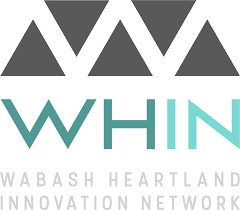 WHIN
WABASH HEARTLAND
INNOVATION NETWORK